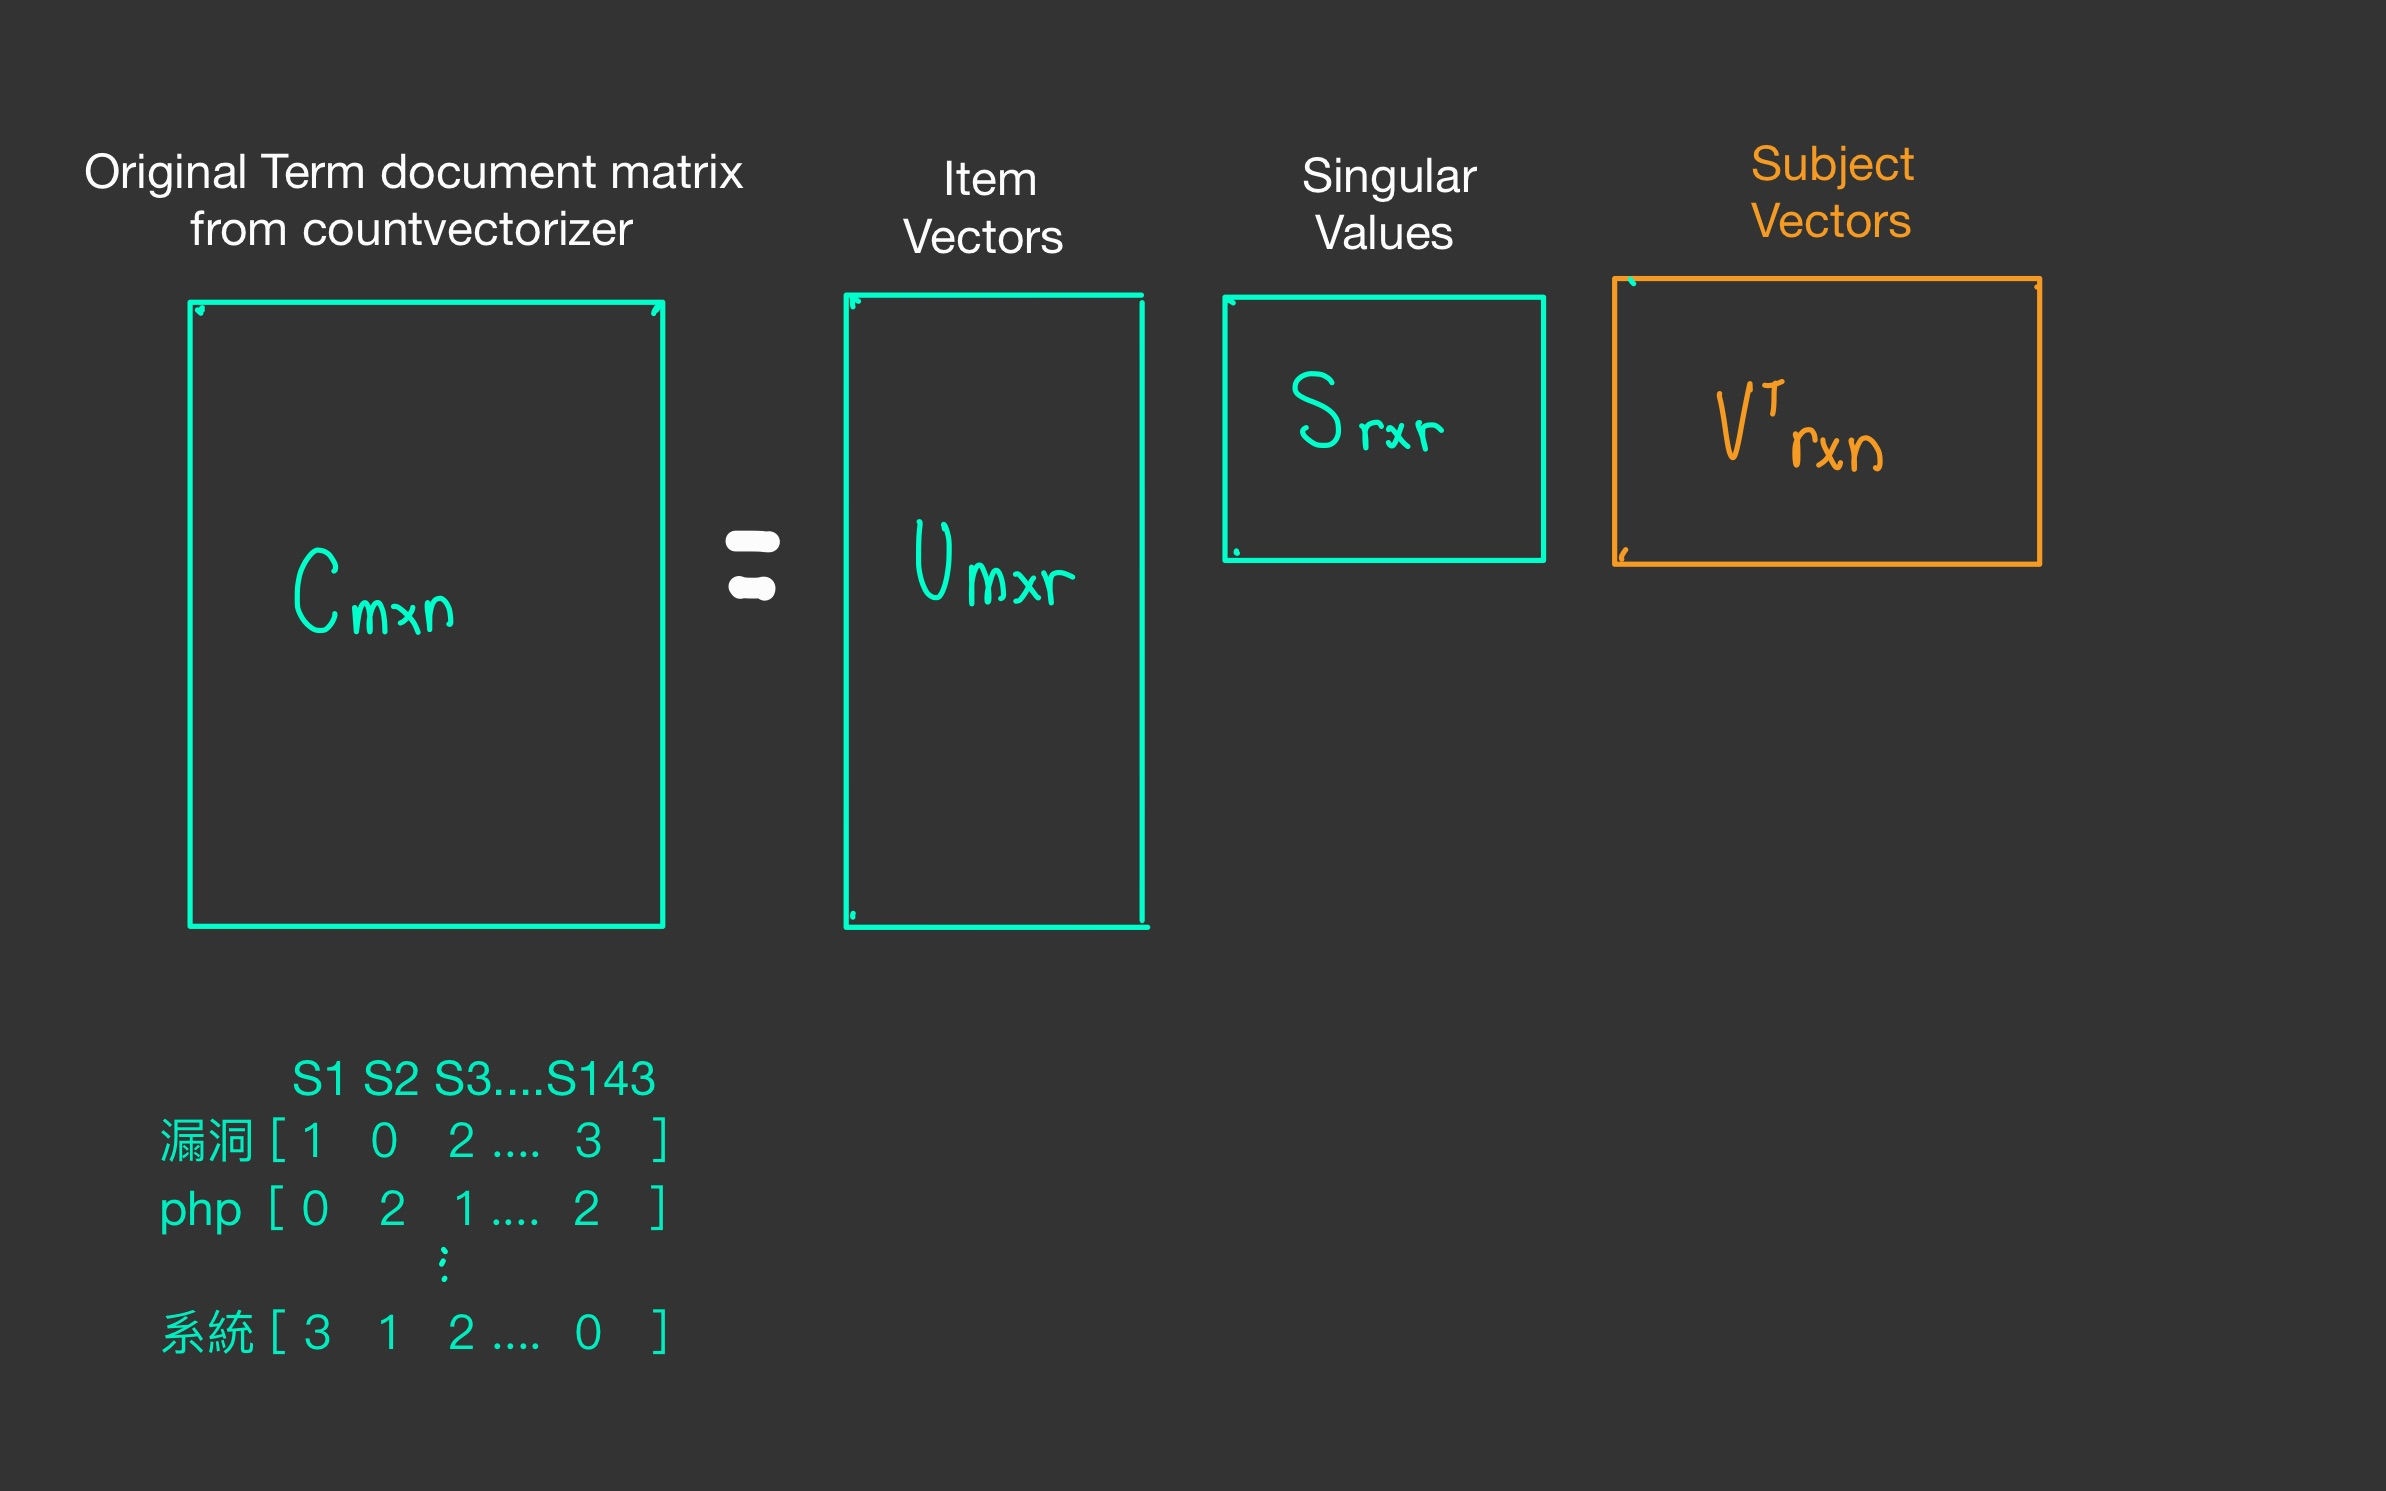 Original Term document matrix
from countvectorizer
Item
Vectors
Singular
Values
Subject
Vectors
Cmxn
=
Umxr
Srxr
V^T rxn
S1 S2 S3....S143
漏洞 [ 1 0 2 .... 3 ]
php [ 0 2 1 .... 2 ]
⋮
系統 [ 3 1 2 .... 0 ]